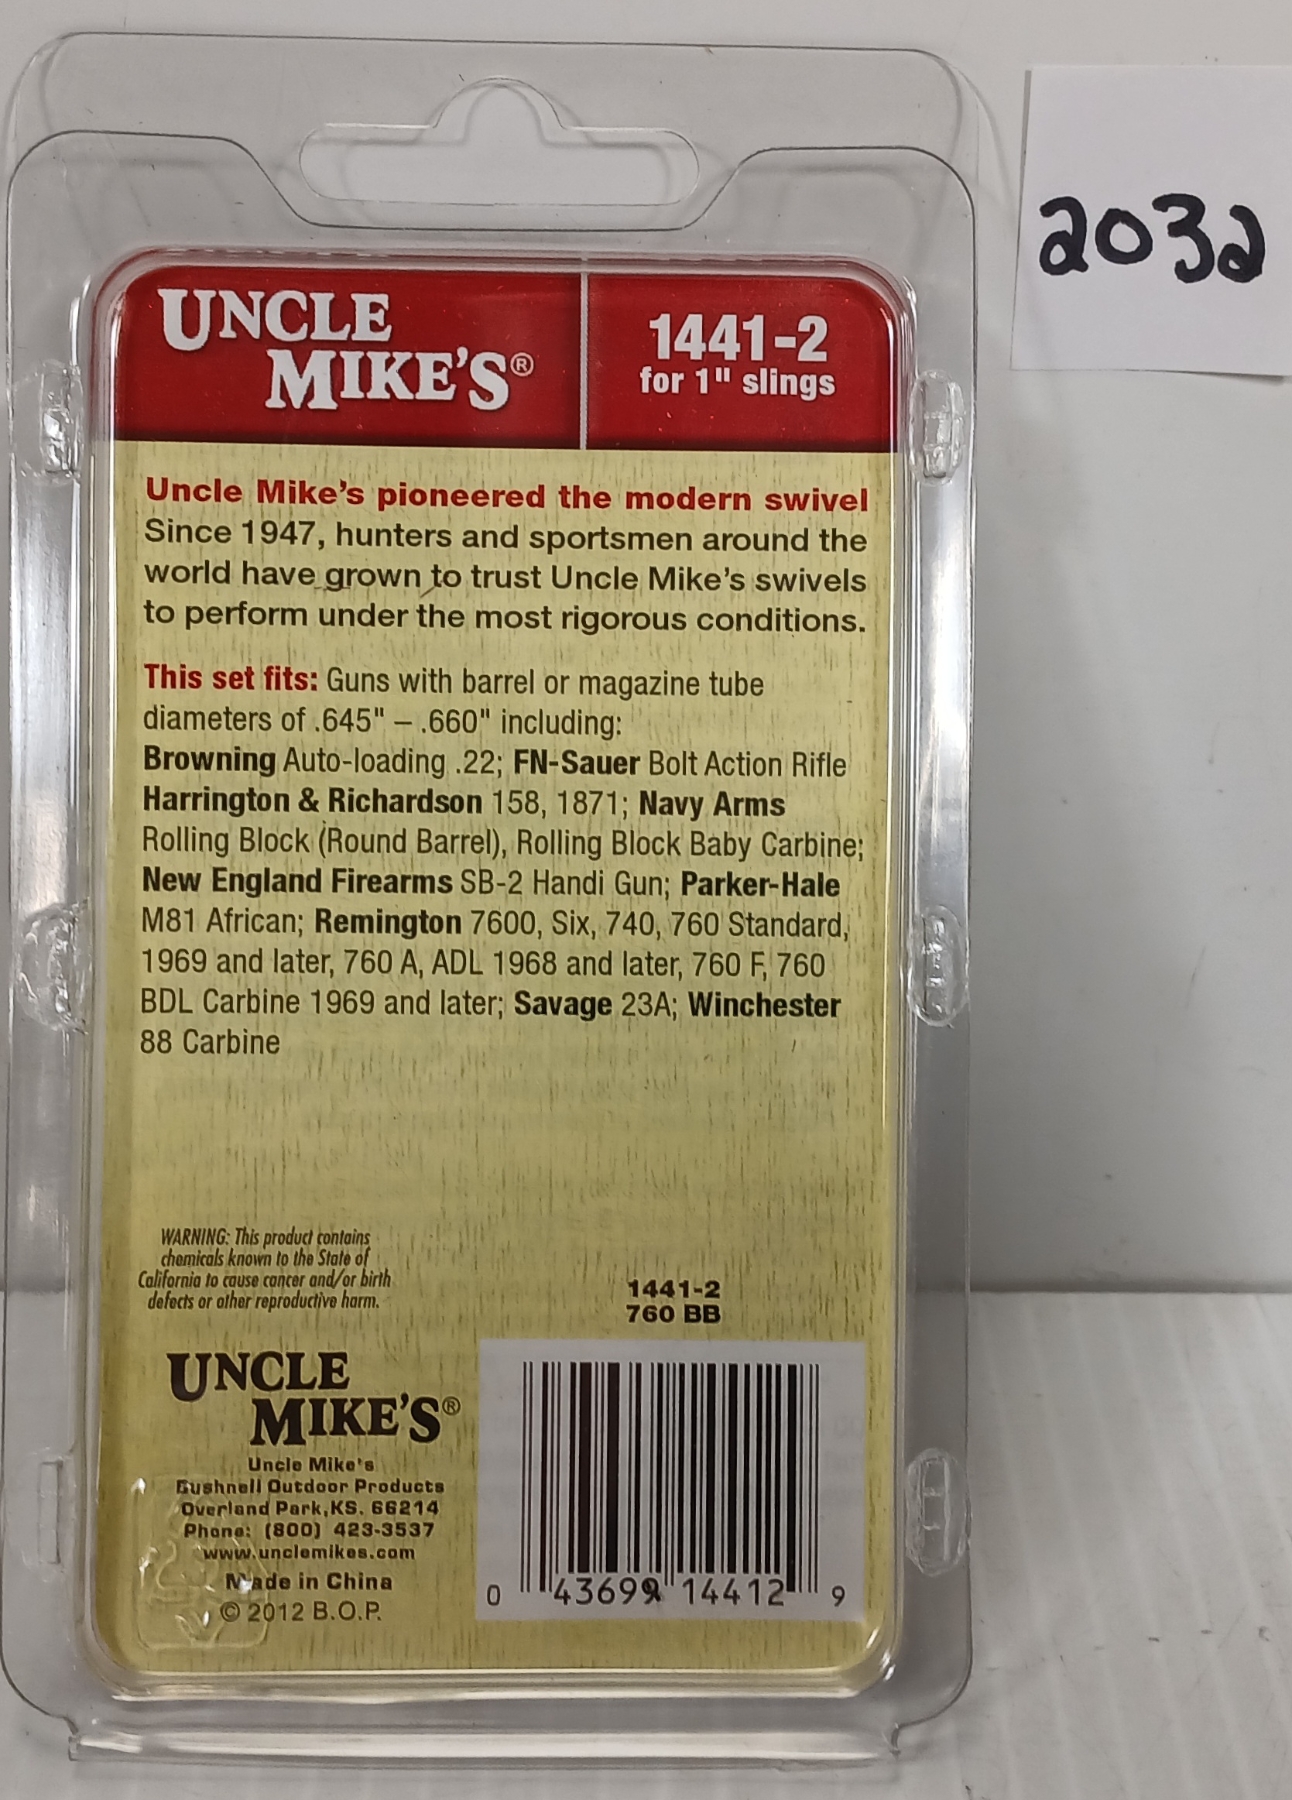 2032
UNCLE
MIKE'S®
1441-2
for 1" slings
Uncle Mike's pioneered the modern swivel
Since 1947, hunters and sportsmen around the
world have grown to trust Uncle Mike's swivels
to perform under the most rigorous conditions.
This set fits: Guns with barrel or magazine tube
diameters of .645" – .660" including:
Browning Auto-loading .22; FN-Sauer Bolt Action Rifle
Harrington & Richardson 158, 1871; Navy Arms
Rolling Block (Round Barrel), Rolling Block Baby Carbine;
New England Firearms SB-2 Handi Gun; Parker-Hale
M81 African; Remington 7600, Six, 740, 760 Standard,
1969 and later, 760 A, ADL 1968 and later, 760 F, 760
BDL Carbine 1969 and later; Savage 23A; Winchester
88 Carbine
WARNING: This product contains
chemicals known to the State of
California to cause cancer and/or birth
defects or other reproductive harm.
1441-2
760 BB
UNCLE
MIKE'S®
Uncle Mike's
Bushnell Outdoor Products
Overland Park,KS. 66214
Phone: (800) 423-3537
www.unclemikes.com
Made in China
© 2012 B.O.P.
0 43699 14412 9